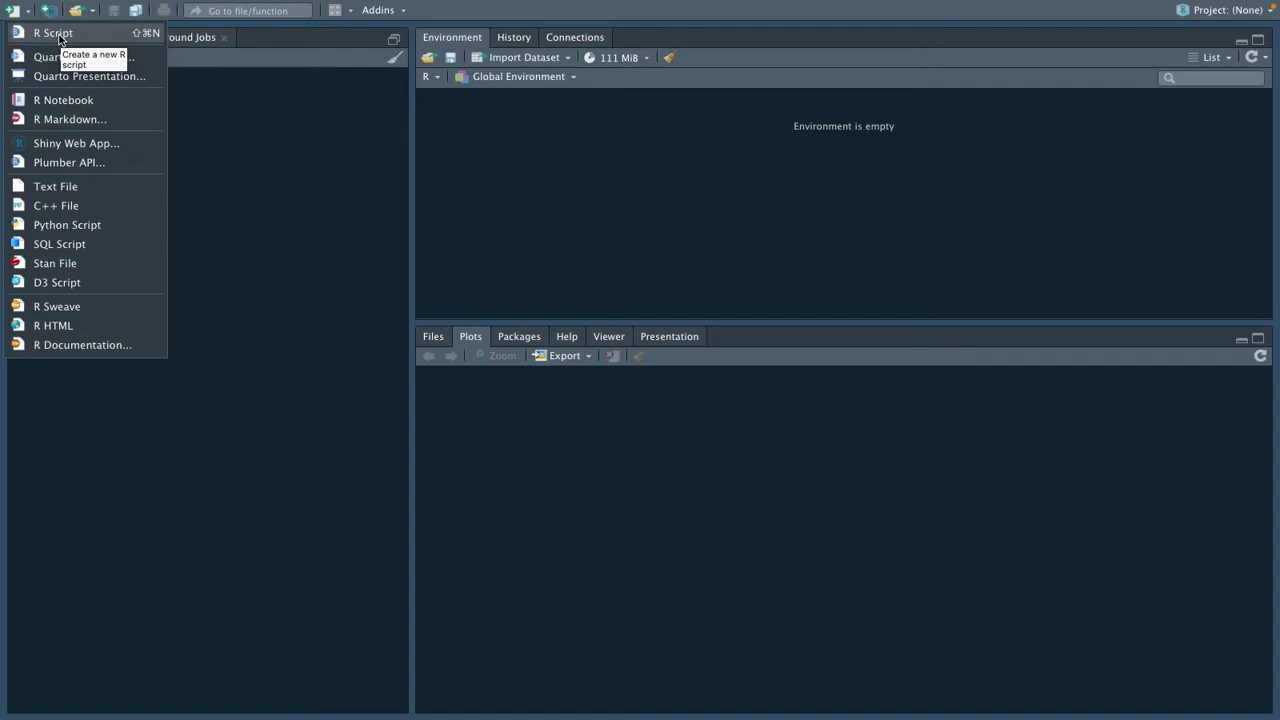 Go to file/function
Addins
Project: (None)
R Script ⇧⌘N
ound Jobs
Create a new R
script
Quar
...
Quarto Presentation...
R Notebook
R Markdown...
Shiny Web App...
Plumber API...
Text File
C++ File
Python Script
SQL Script
Stan File
D3 Script
R Sweave
R HTML
R Documentation...
Environment
History
Connections
Import Dataset
111 MiB
List
R
Global Environment
Environment is empty
Files
Plots
Packages
Help
Viewer
Presentation
Zoom
Export